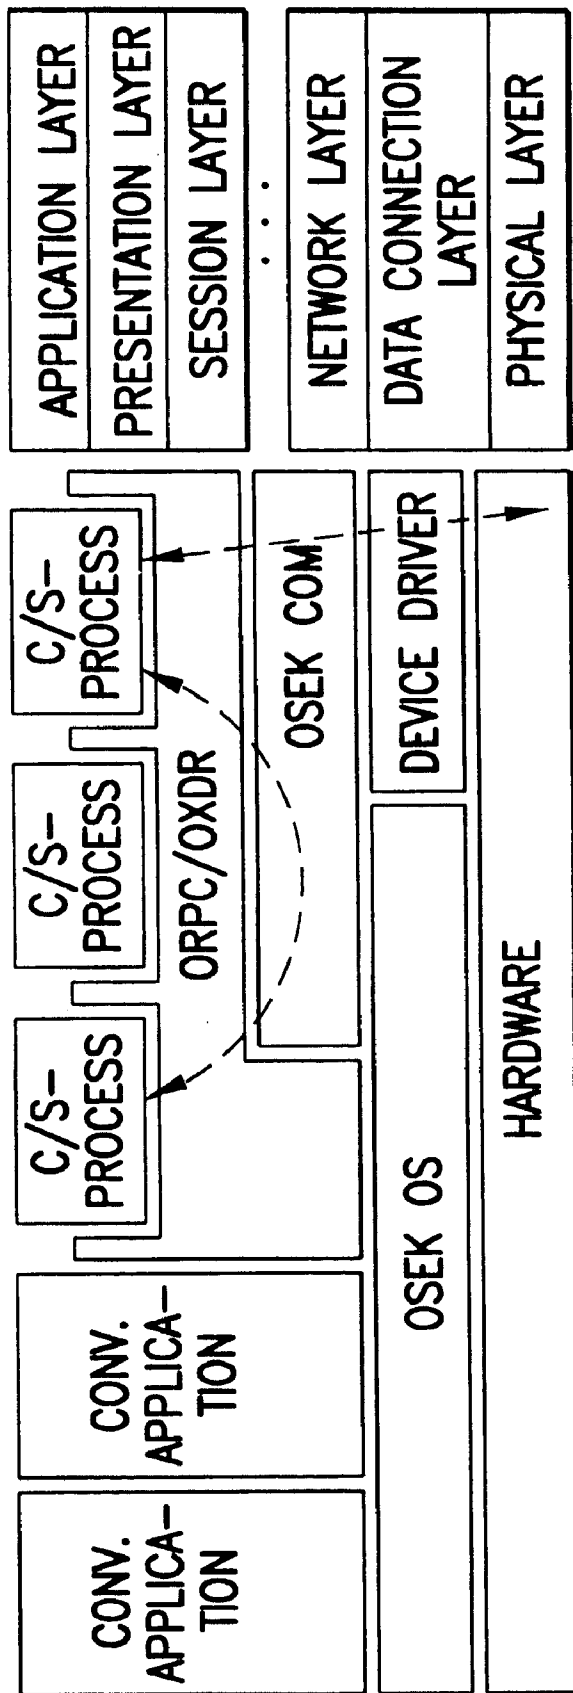 CONV.
APPLICA-
TION
CONV.
APPLICA-
TION
C/S-
PROCESS
C/S-
PROCESS
C/S-
PROCESS
ORPC/OXDR
OSEK COM
OSEK OS
DEVICE DRIVER
HARDWARE
APPLICATION LAYER
PRESENTATION LAYER
SESSION LAYER
. . .
NETWORK LAYER
DATA CONNECTION
LAYER
PHYSICAL LAYER